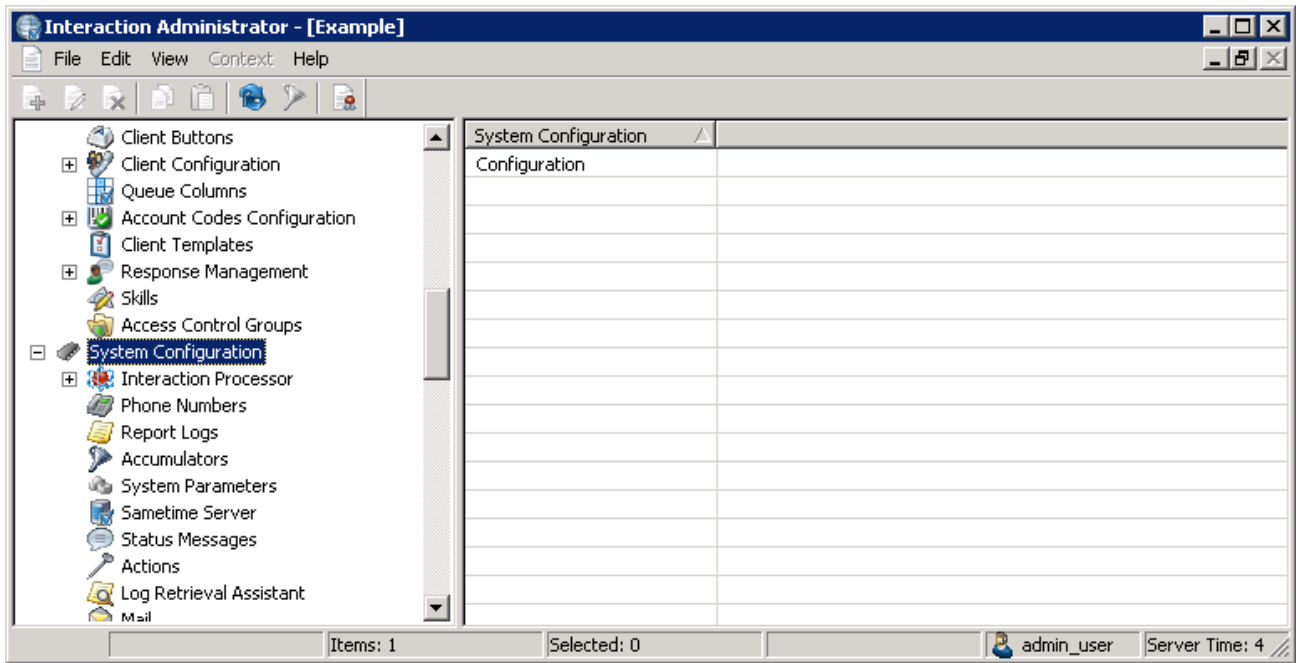 Interaction Administrator - [Example]
File Edit View Context Help
Client Buttons
Client Configuration
Queue Columns
Account Codes Configuration
Client Templates
Response Management
Skills
Access Control Groups
System Configuration
Interaction Processor
Phone Numbers
Report Logs
Accumulators
System Parameters
Sametime Server
Status Messages
Actions
Log Retrieval Assistant
Mail
System Configuration
Configuration
Items: 1 Selected: 0 admin_user Server Time: 4